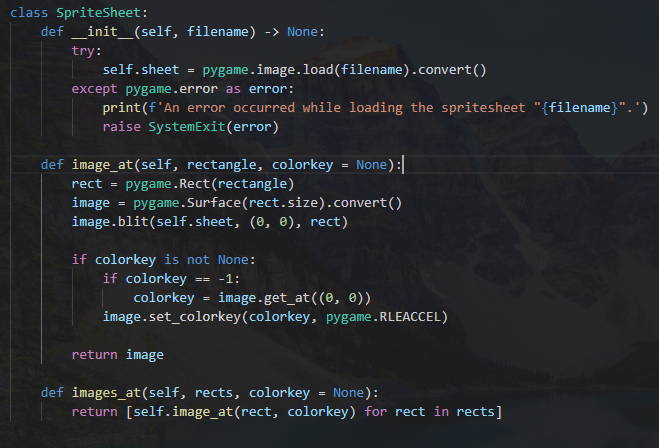 class SpriteSheet:
    def __init__(self, filename) -> None:
        try:
            self.sheet = pygame.image.load(filename).convert()
        except pygame.error as error:
            print(f'An error occurred while loading the spritesheet "{filename}".')
            raise SystemExit(error)

    def image_at(self, rectangle, colorkey = None):
        rect = pygame.Rect(rectangle)
        image = pygame.Surface(rect.size).convert()
        image.blit(self.sheet, (0, 0), rect)

        if colorkey is not None:
            if colorkey == -1:
                colorkey = image.get_at((0, 0))
            image.set_colorkey(colorkey, pygame.RLEACCEL)

        return image

    def images_at(self, rects, colorkey = None):
        return [self.image_at(rect, colorkey) for rect in rects]